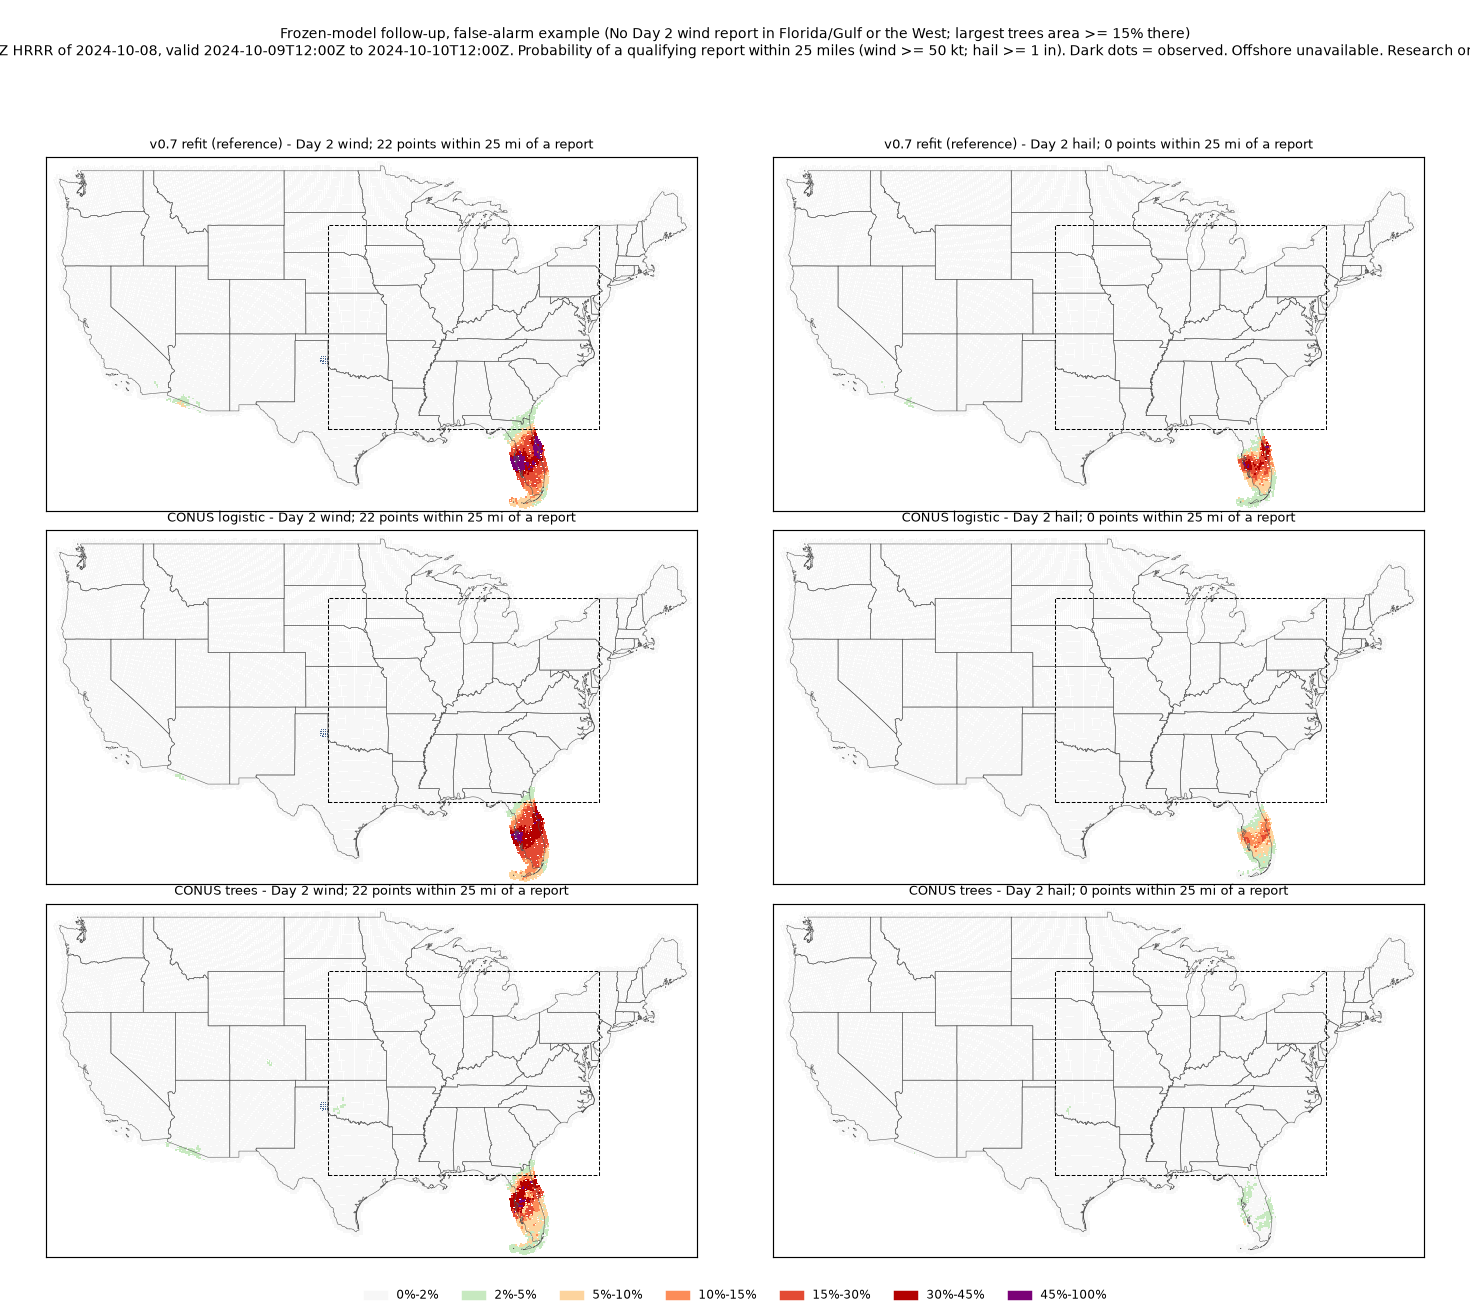 Frozen-model follow-up, false-alarm example (No Day 2 wind report in Florida/Gulf or the West; largest trees area >= 15% there)
Z HRRR of 2024-10-08, valid 2024-10-09T12:00Z to 2024-10-10T12:00Z. Probability of a qualifying report within 25 miles (wind >= 50 kt; hail >= 1 in). Dark dots = observed. Offshore unavailable. Research
v0.7 refit (reference) - Day 2 wind; 22 points within 25 mi of a report
v0.7 refit (reference) - Day 2 hail; 0 points within 25 mi of a report
CONUS logistic - Day 2 wind; 22 points within 25 mi of a report
CONUS logistic - Day 2 hail; 0 points within 25 mi of a report
CONUS trees - Day 2 wind; 22 points within 25 mi of a report
CONUS trees - Day 2 hail; 0 points within 25 mi of a report
0%-2% 2%-5% 5%-10% 10%-15% 15%-30% 30%-45% 45%-100%